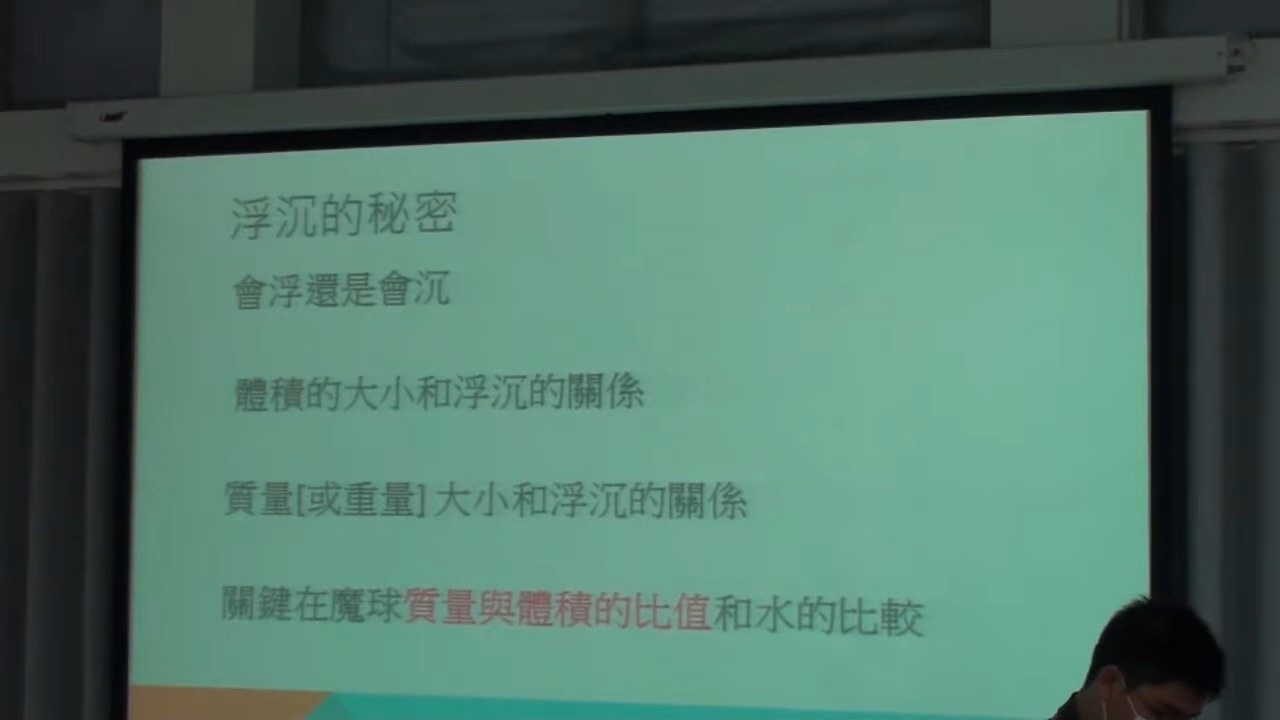 浮沉的秘密
會浮還是會沉
體積的大小和浮沉的關係
質量[或重量] 大小和浮沉的關係
關鍵在魔球質量與體積的比值和水的比較